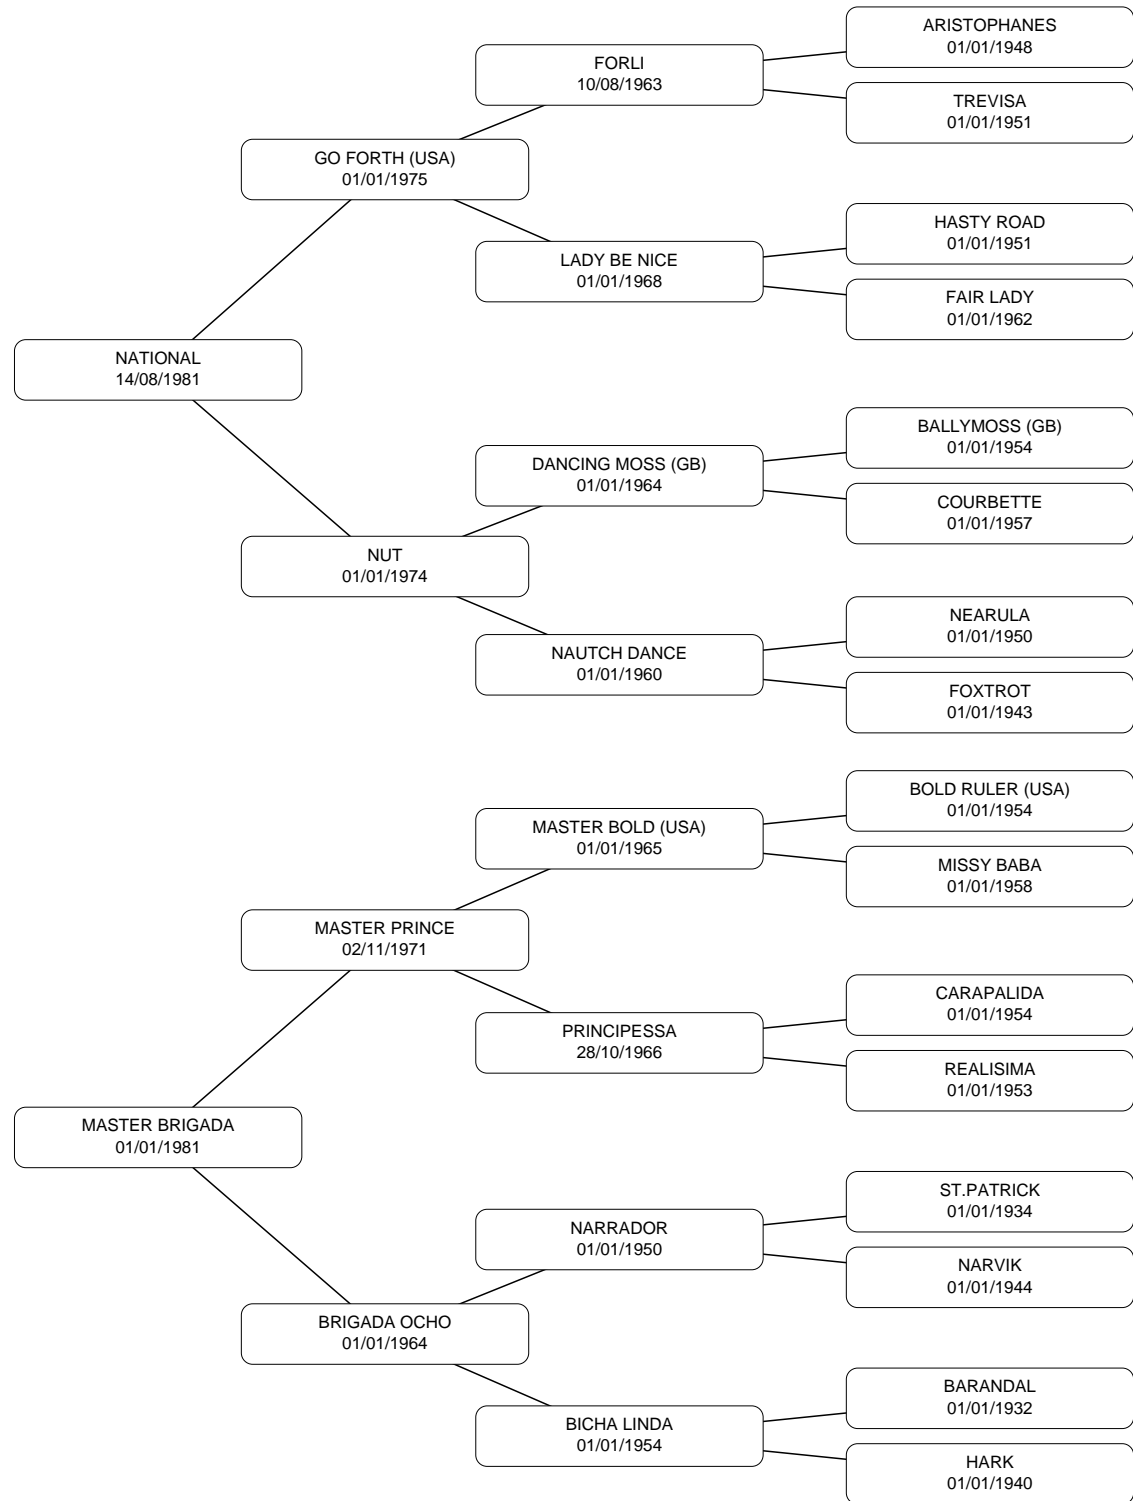 ARISTOPHANES
01/01/1948
FORLI
10/08/1963
TREVISA
01/01/1951
GO FORTH (USA)
01/01/1975
HASTY ROAD
01/01/1951
LADY BE NICE
01/01/1968
FAIR LADY
01/01/1962
NATIONAL
14/08/1981
BALLYMOSS (GB)
01/01/1954
DANCING MOSS (GB)
01/01/1964
COURBETTE
01/01/1957
NUT
01/01/1974
NEARULA
01/01/1950
NAUTCH DANCE
01/01/1960
FOXTROT
01/01/1943
BOLD RULER (USA)
01/01/1954
MASTER BOLD (USA)
01/01/1965
MISSY BABA
01/01/1958
MASTER PRINCE
02/11/1971
CARAPALIDA
01/01/1954
PRINCIPESSA
28/10/1966
REALISIMA
01/01/1953
MASTER BRIGADA
01/01/1981
ST.PATRICK
01/01/1934
NARRADOR
01/01/1950
NARVIK
01/01/1944
BRIGADA OCHO
01/01/1964
BARANDAL
01/01/1932
BICHA LINDA
01/01/1954
HARK
01/01/1940